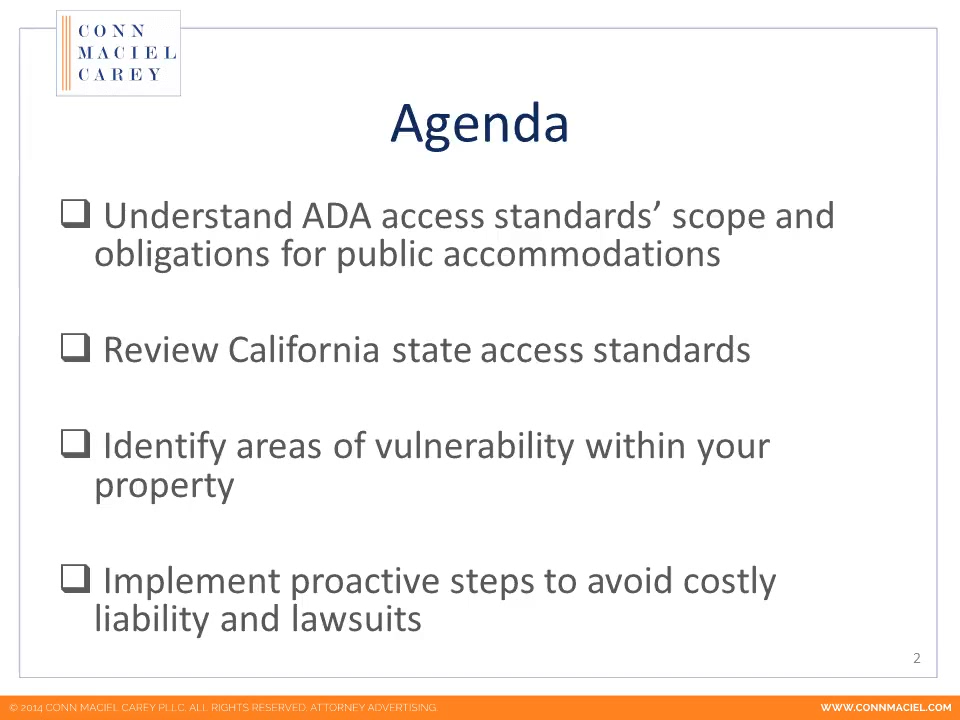 CONN
MACIEL
CAREY
Agenda
❑ Understand ADA access standards’ scope and
obligations for public accommodations
❑ Review California state access standards
❑ Identify areas of vulnerability within your
property
❑ Implement proactive steps to avoid costly
liability and lawsuits
2
© 2014 CONN MACIEL CAREY PLLC. ALL RIGHTS RESERVED. ATTORNEY ADVERTISING.
WWW.CONNMACIEL.COM